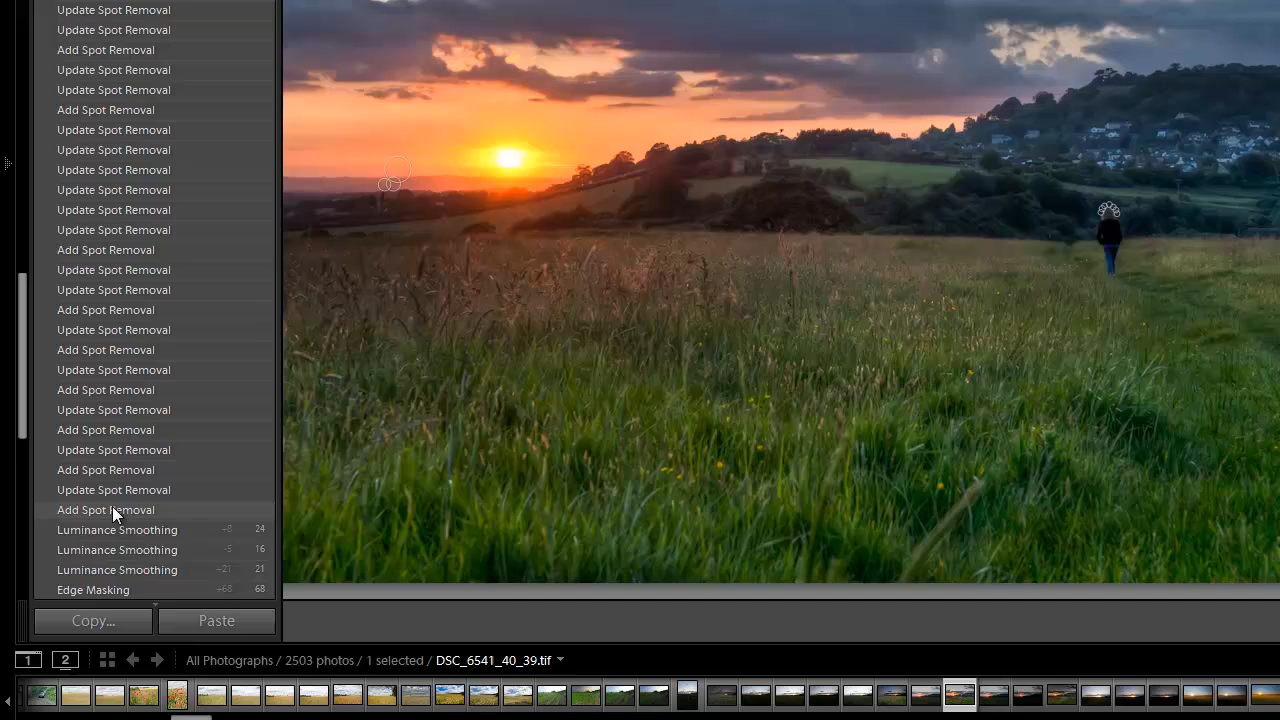 Update Spot Removal
Update Spot Removal
Add Spot Removal
Update Spot Removal
Update Spot Removal
Add Spot Removal
Update Spot Removal
Update Spot Removal
Update Spot Removal
Update Spot Removal
Update Spot Removal
Update Spot Removal
Add Spot Removal
Update Spot Removal
Update Spot Removal
Add Spot Removal
Update Spot Removal
Add Spot Removal
Update Spot Removal
Add Spot Removal
Update Spot Removal
Add Spot Removal
Update Spot Removal
Add Spot Removal
Update Spot Removal
Add Spot Removal
Luminance Smoothing +8 24
Luminance Smoothing -5 16
Luminance Smoothing +21 21
Edge Masking +68 68
Copy... Paste
1 2 All Photographs / 2503 photos / 1 selected / DSC_6541_40_39.tif